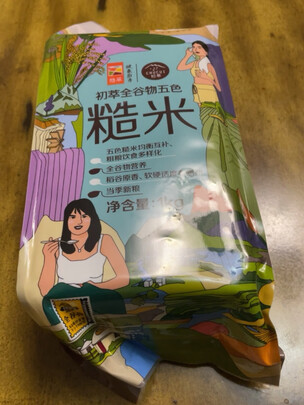 初萃全谷物五色
糙米
五色糙米均衡互补、
粗粮饮食多样化
全谷物营养
稻谷原香、软硬适
当季新粮
净含量:1kg